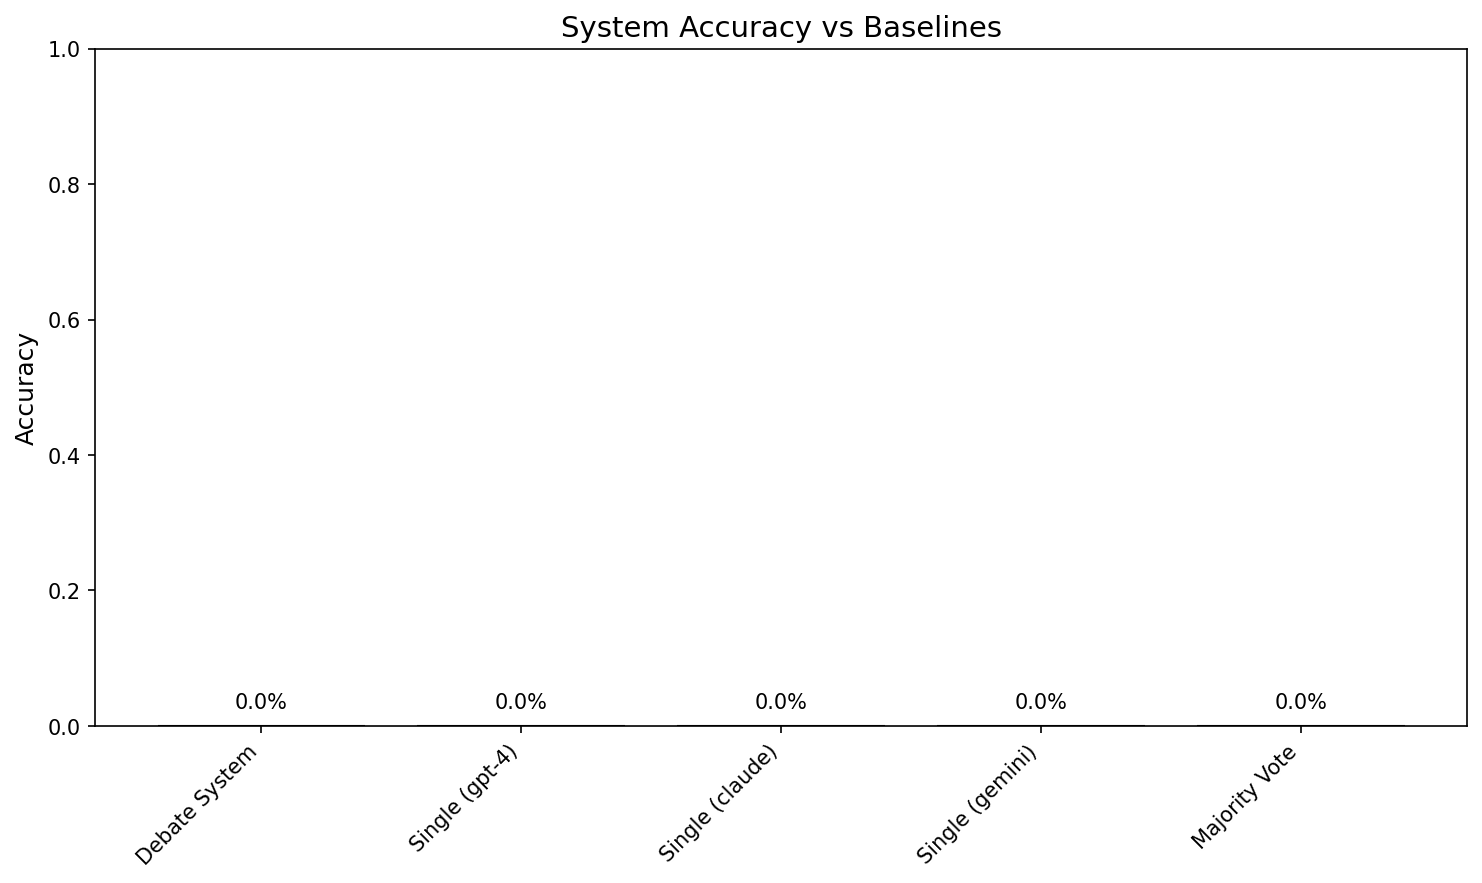 System Accuracy vs Baselines
Accuracy
1.0
0.8
0.6
0.4
0.2
0.0
0.0%
0.0%
0.0%
0.0%
0.0%
Debate System
Single (gpt-4)
Single (claude)
Single (gemini)
Majority Vote